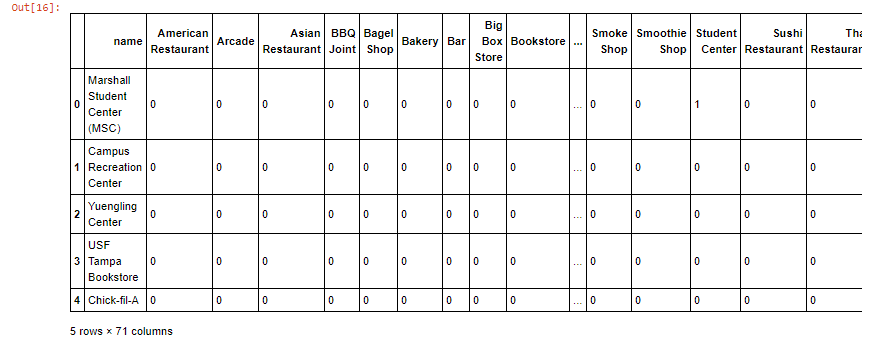 Out[16]:
name American Restaurant Arcade Asian Restaurant BBQ Joint Bagel Shop Bakery Bar Big Box Store Bookstore ... Smoke Shop Smoothie Shop Student Center Sushi Restaurant
0 Marshall Student Center (MSC) 0 0 0 0 0 0 0 0 0 ... 0 0 1 0 0
1 Campus Recreation Center 0 0 0 0 0 0 0 0 0 ... 0 0 0 0 0
2 Yuengling Center 0 0 0 0 0 0 0 0 0 ... 0 0 0 0 0
3 USF Tampa Bookstore 0 0 0 0 0 0 0 0 0 ... 0 0 0 0 0
4 Chick-fil-A 0 0 0 0 0 0 0 0 0 ... 0 0 0 0 0
5 rows × 71 columns